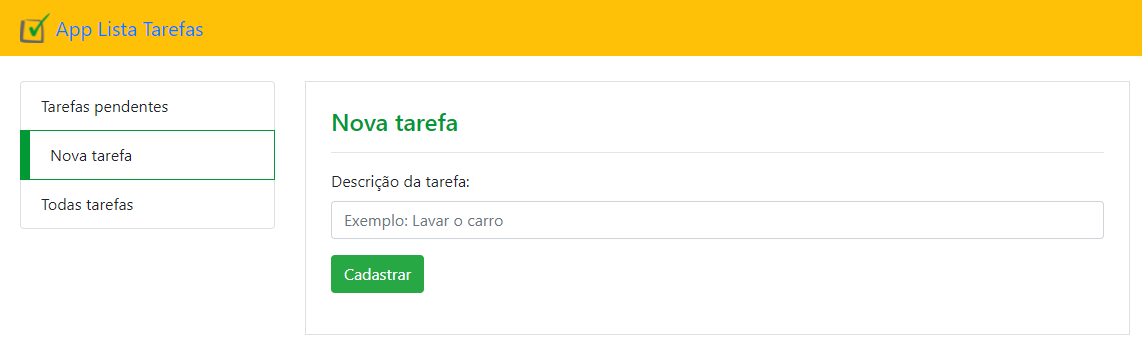 App Lista Tarefas
Tarefas pendentes
Nova tarefa
Todas tarefas
Nova tarefa
Descrição da tarefa:
Exemplo: Lavar o carro
Cadastrar